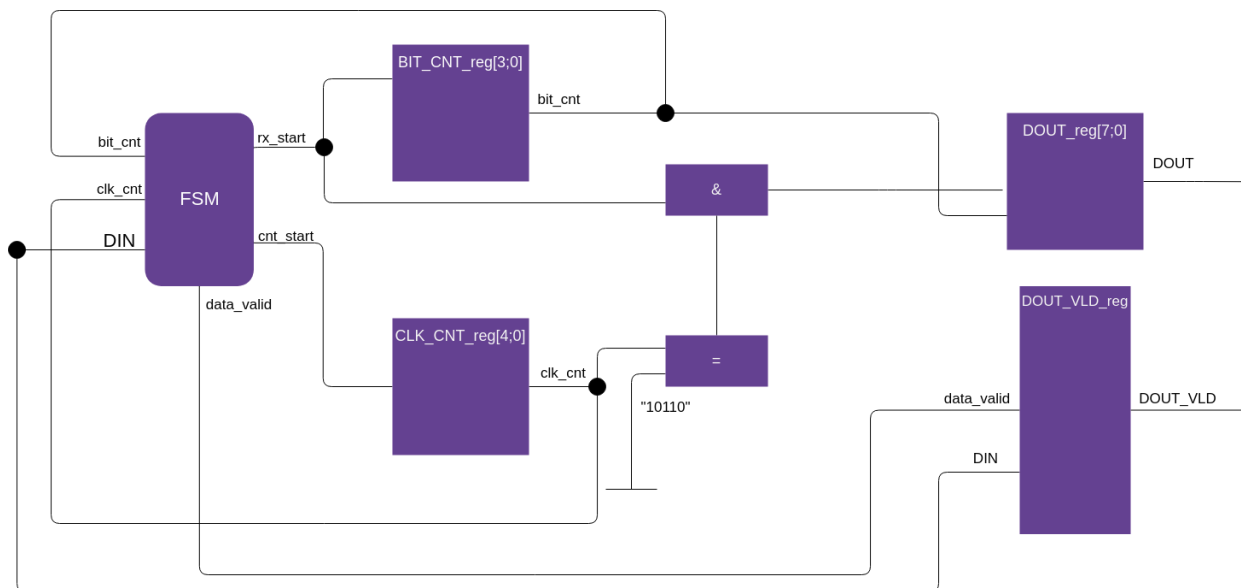 BIT_CNT_reg[3;0]
bit_cnt
DOUT_reg[7;0]
bit_cnt
rx_start
DOUT
clk_cnt
FSM
&
DIN
cnt_start
data_valid
DOUT_VLD_reg
CLK_CNT_reg[4;0]
=
clk_cnt
"10110"
data_valid
DOUT_VLD
DIN